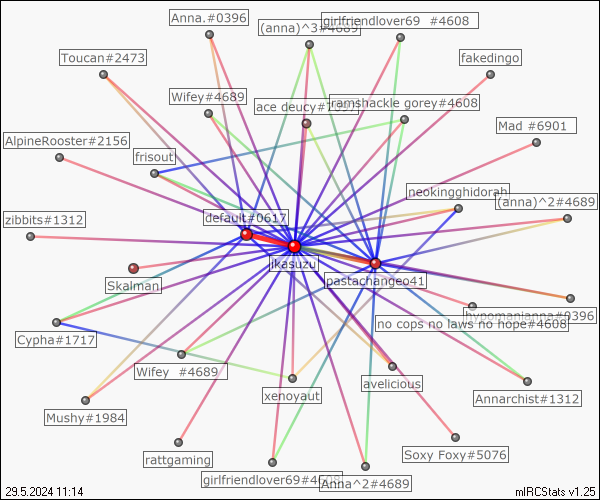 Anna.#0396
(anna)^3#4689
girlfriendlover69 #4608
Toucan#2473
fakedingo
Wifey#4689
ace deucy#
ramshackle gorey#4608
Mad #6901
AlpineRooster#2156
frisout
neokingghidorah
(anna)^2#4689
zibbits#1312
default#0617
ikasuzu
Skalman
pastachangeo41
hypomanianna#0396
no cops no laws no hope#4608
Cypha#1717
Wifey #4689
avelicious
xenoyaut
Annarchist#1312
Mushy#1984
Soxy Foxy#5076
rattgaming
girlfriendlover69#4608
Anna^2#4689
29.5.2024 11:14
mIRCStats v1.25